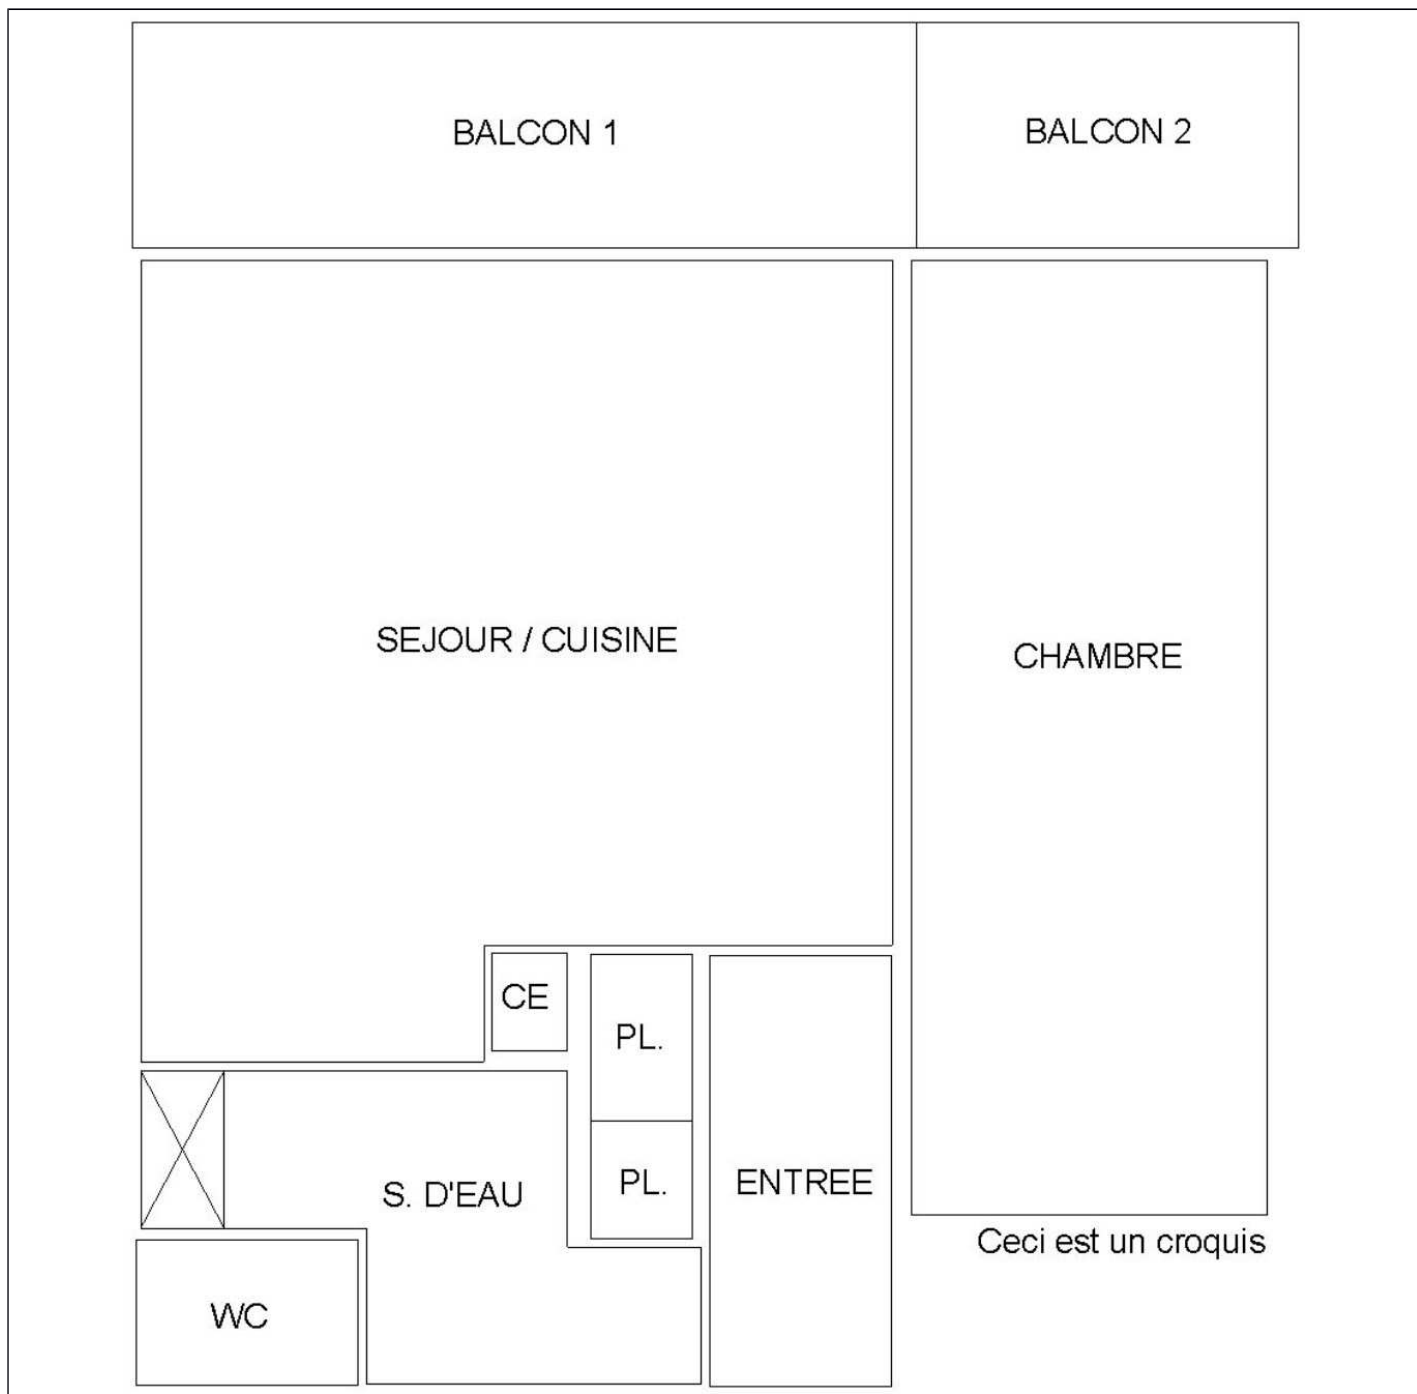 BALCON 1
BALCON 2
SEJOUR / CUISINE
CHAMBRE
CE
PL.
PL.
ENTREE
S. D'EAU
Ceci est un croquis
WC